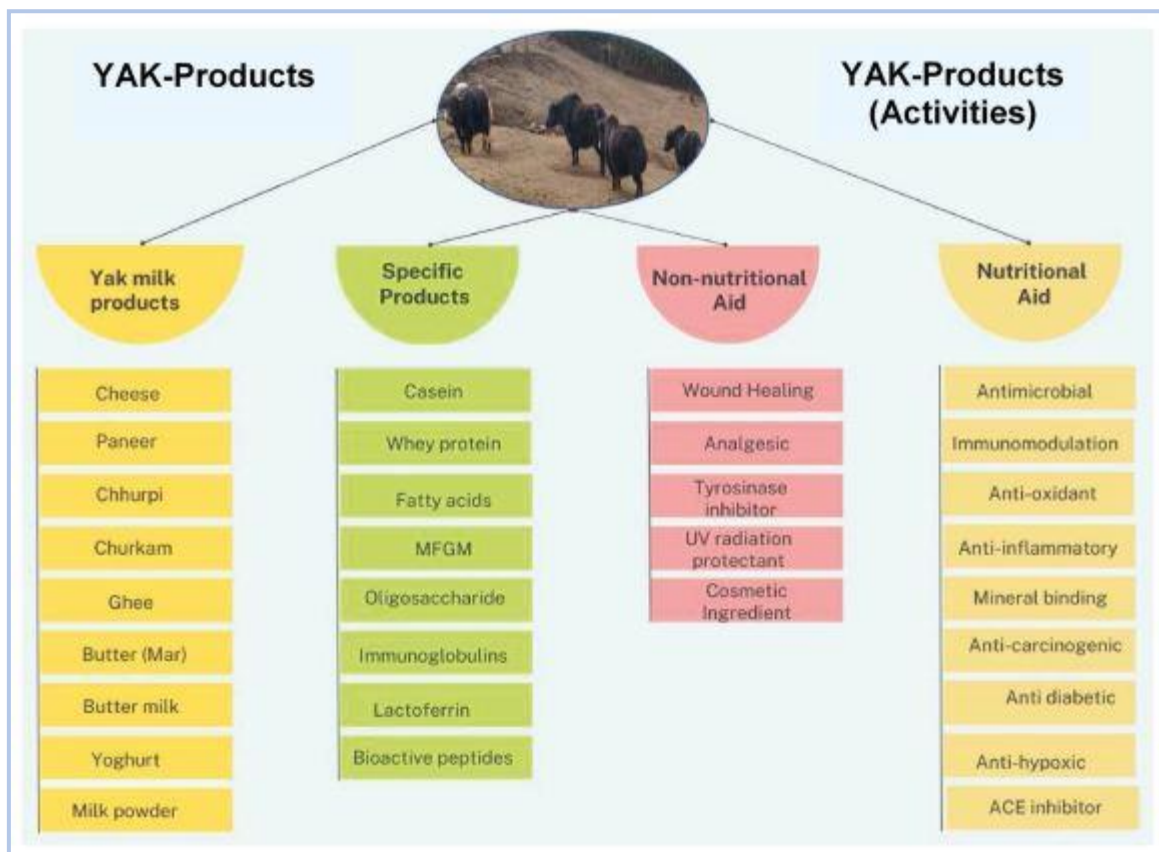 YAK-Products
YAK-Products
(Activities)
Yak milk
products
Cheese
Paneer
Chhurpi
Churkam
Ghee
Butter (Mar)
Butter milk
Yoghurt
Milk powder
Specific
Products
Casein
Whey protein
Fatty acids
MFGM
Oligosaccharide
Immunoglobulins
Lactoferrin
Bioactive peptides
Non-nutritional
Aid
Wound Healing
Analgesic
Tyrosinase
inhibitor
UV radiation
protectant
Cosmetic
Ingredient
Nutritional
Aid
Antimicrobial
Immunomodulation
Anti-oxidant
Anti-inflammatory
Mineral binding
Anti-carcinogenic
Anti diabetic
Anti-hypoxic
ACE inhibitor